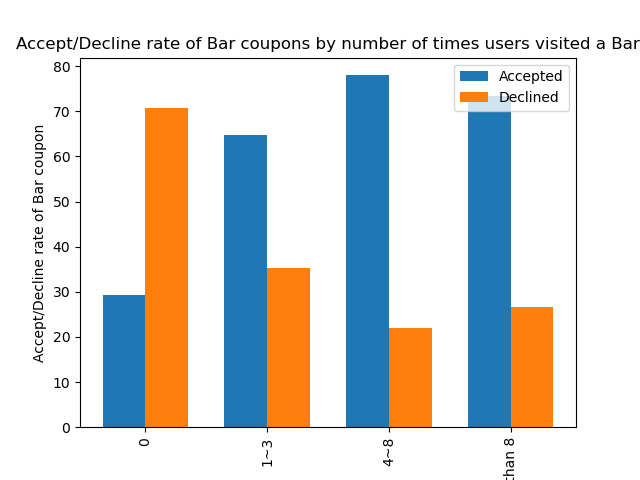 Accept/Decline rate of Bar coupons by number of times users visited a Bar
Accepted
Declined
Accept/Decline rate of Bar coupon
80
70
60
50
40
30
20
10
0
0
1~3
4~8
than 8